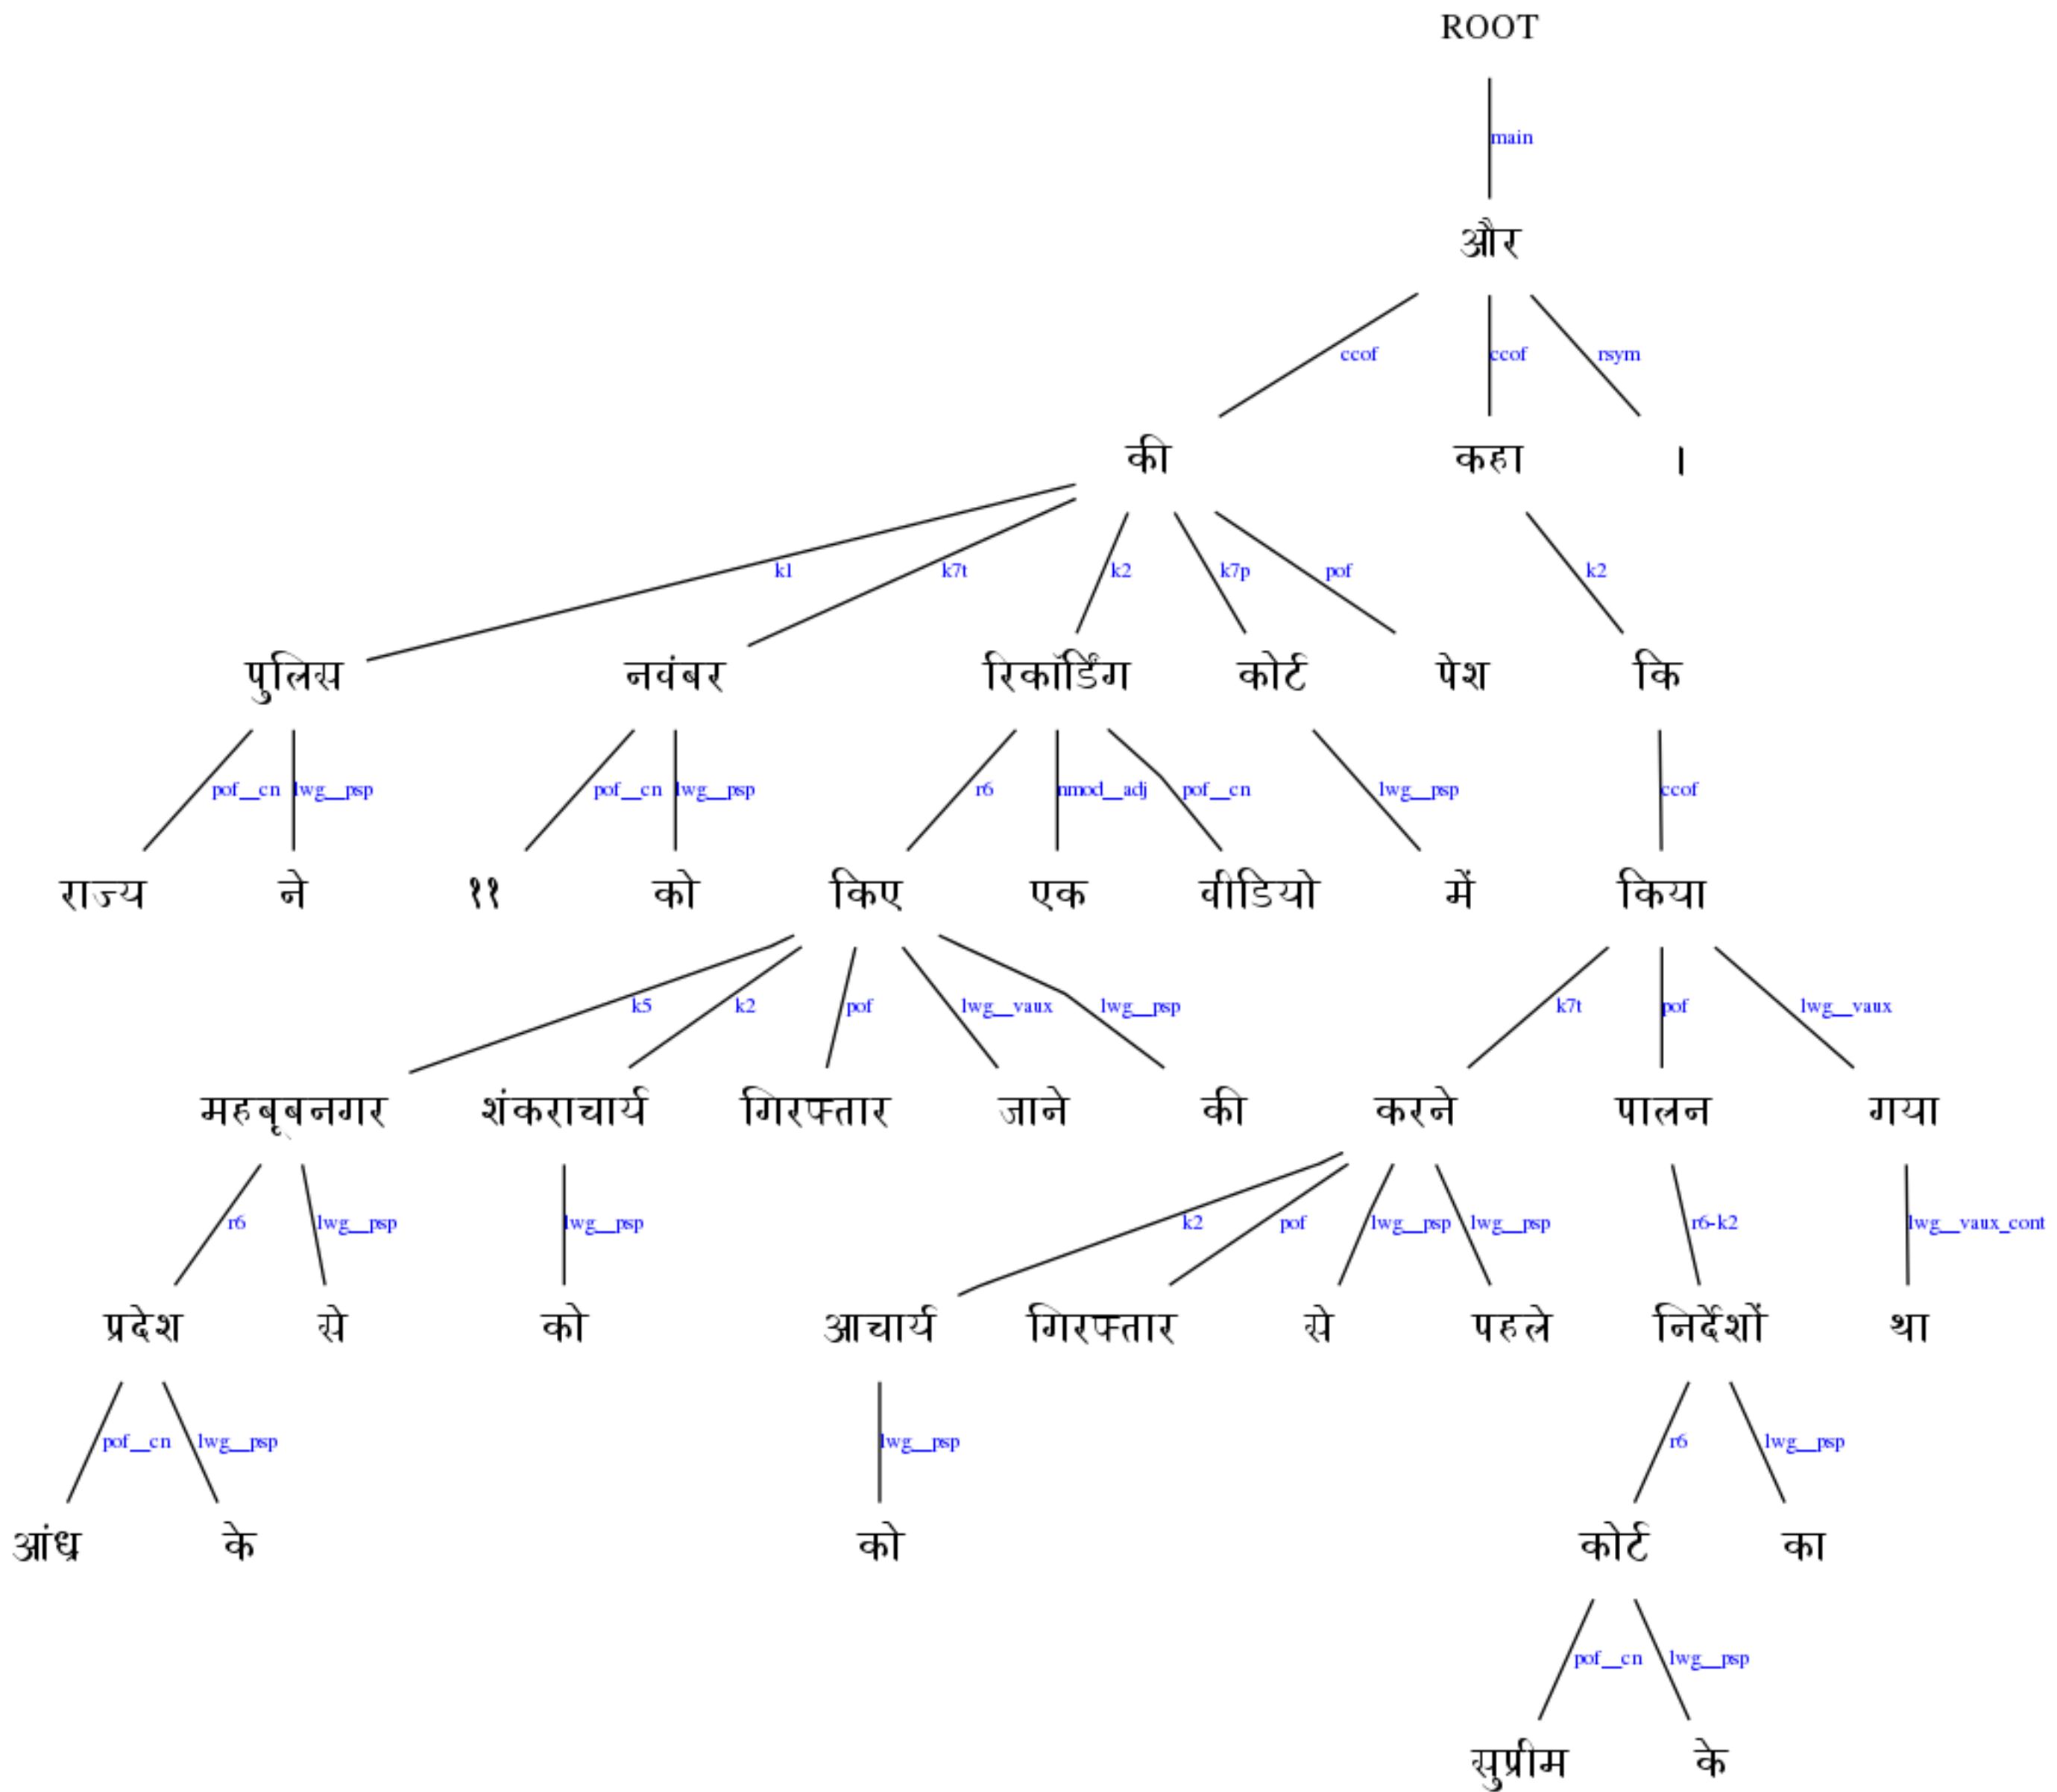 ROOT
main
और
ccof ccof rsym
की कहा ।
k1 k7t k2 k7p pof k2
पुलिस नवंबर रिकॉर्डिंग कोर्ट पेश कि
pof__cn lwg__psp pof__cn lwg__psp r6 nmod__adj pof__cn lwg__psp ccof
राज्य ने ११ को किए एक वीडियो में किया
k5 k2 pof lwg__vaux lwg__psp k7t pof lwg__vaux
महबूबनगर शंकराचार्य गिरफ्तार जाने की करने पालन गया
r6 lwg__psp lwg__psp k2 pof lwg__psp lwg__psp r6-k2 lwg__vaux_cont
प्रदेश से को आचार्य गिरफ्तार से पहले निर्देशों था
pof__cn lwg__psp lwg__psp r6 lwg__psp
आंध्र के को कोर्ट का
pof__cn lwg__psp
सुप्रीम के